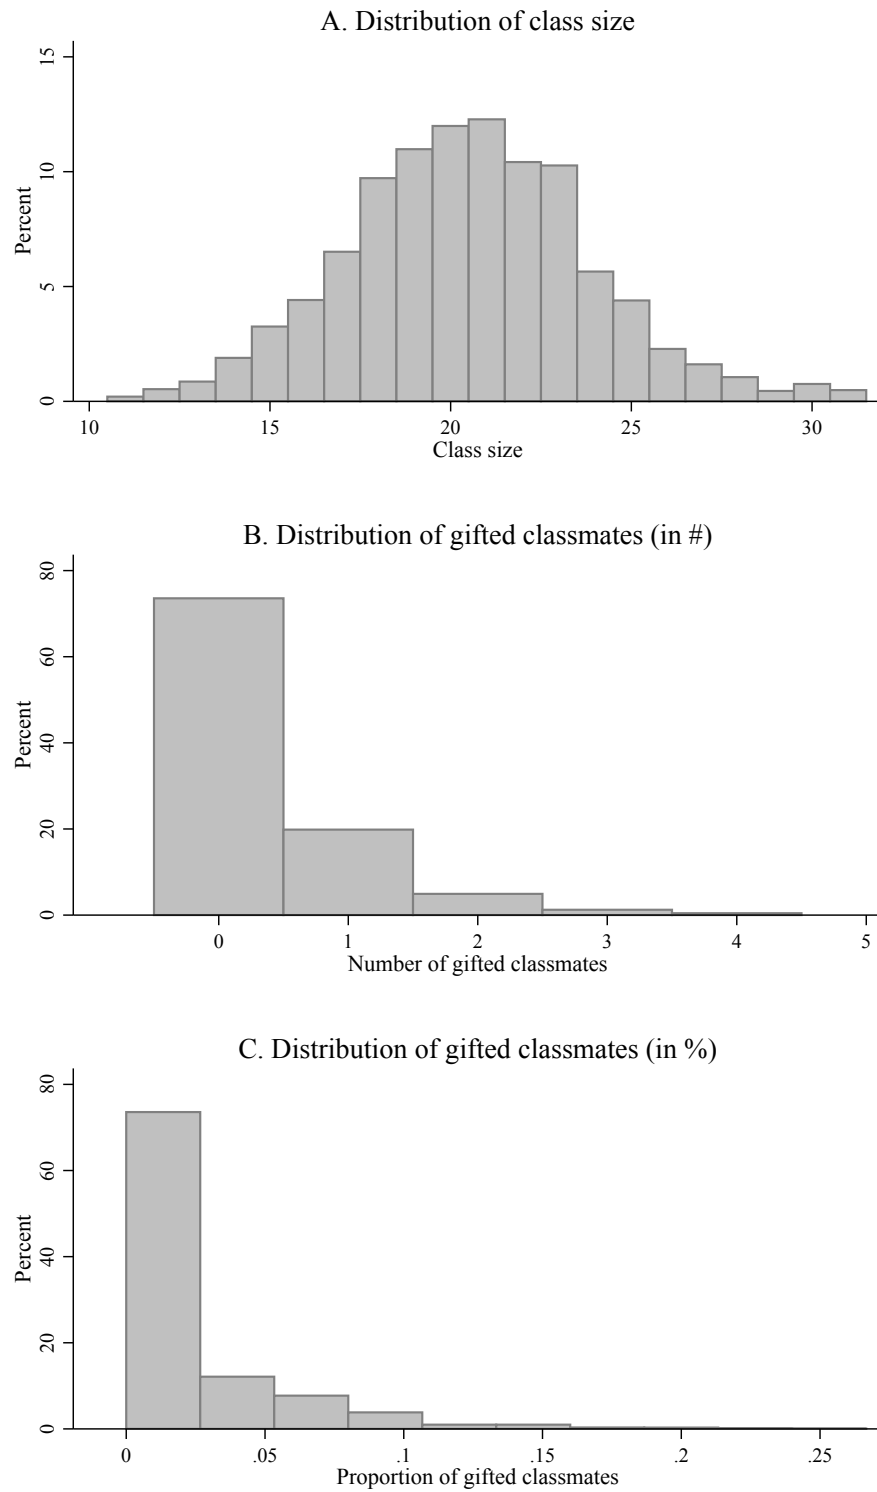 A. Distribution of class size
15
10
5
0
Percent
10 15 20 25 30
Class size
B. Distribution of gifted classmates (in #)
80
60
40
20
0
Percent
0 1 2 3 4 5
Number of gifted classmates
C. Distribution of gifted classmates (in %)
80
60
40
20
0
Percent
0 .05 .1 .15 .2 .25
Proportion of gifted classmates